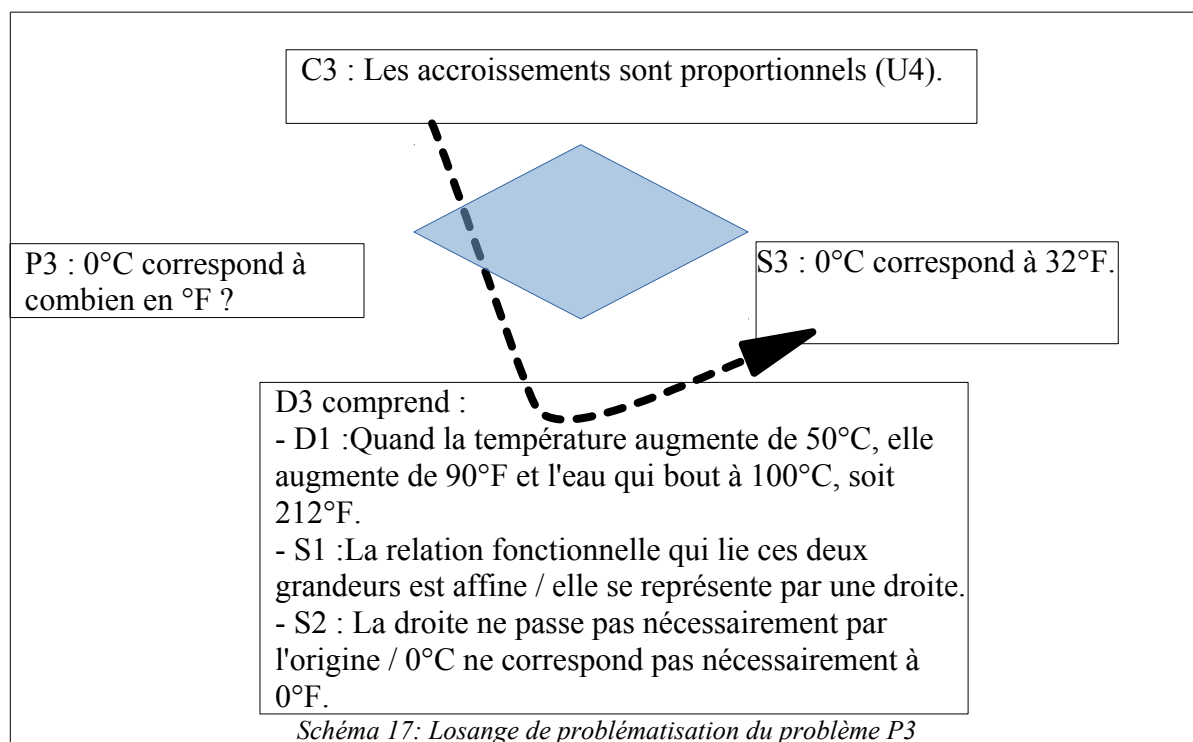 C3 : Les accroissements sont proportionnels (U4).
P3 : 0°C correspond à
combien en °F ?
S3 : 0°C correspond à 32°F.
D3 comprend :
- D1 :Quand la température augmente de 50°C, elle
augmente de 90°F et l'eau qui bout à 100°C, soit
212°F.
- S1 :La relation fonctionnelle qui lie ces deux
grandeurs est affine / elle se représente par une droite.
- S2 : La droite ne passe pas nécessairement par
l'origine / 0°C ne correspond pas nécessairement à
0°F.
Schéma 17: Losange de problématisation du problème P3